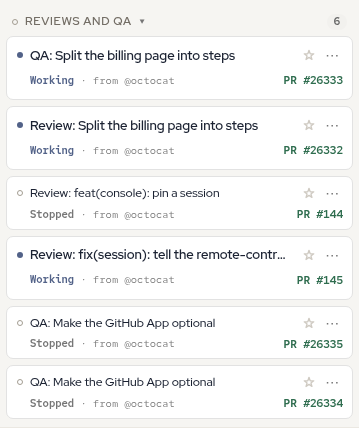 REVIEWS AND QA ▾ 6
QA: Split the billing page into steps ☆ ···
Working · from @octocat PR #26333
Review: Split the billing page into steps ☆ ···
Working · from @octocat PR #26332
Review: feat(console): pin a session ☆ ···
Stopped · from @octocat PR #144
Review: fix(session): tell the remote-contr... ☆ ···
Working · from @octocat PR #145
QA: Make the GitHub App optional ☆ ···
Stopped · from @octocat PR #26335
QA: Make the GitHub App optional ☆ ···
Stopped · from @octocat PR #26334